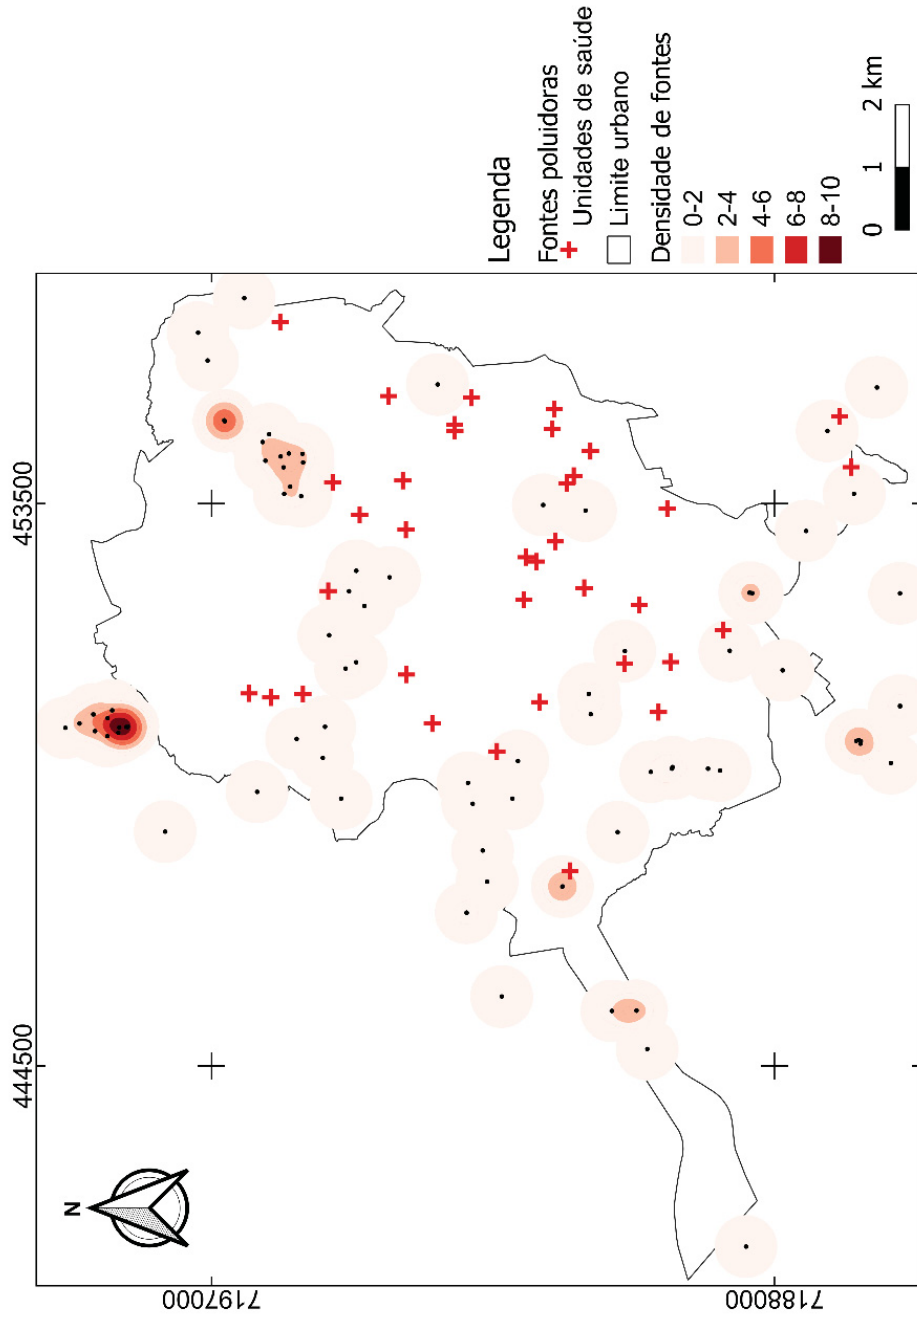 444500
453500
N
7197000
7188000
Legenda
Fontes poluidoras
Unidades de saúde
Limite urbano
Densidade de fontes
0-2
2-4
4-6
6-8
8-10
0 1 2 km